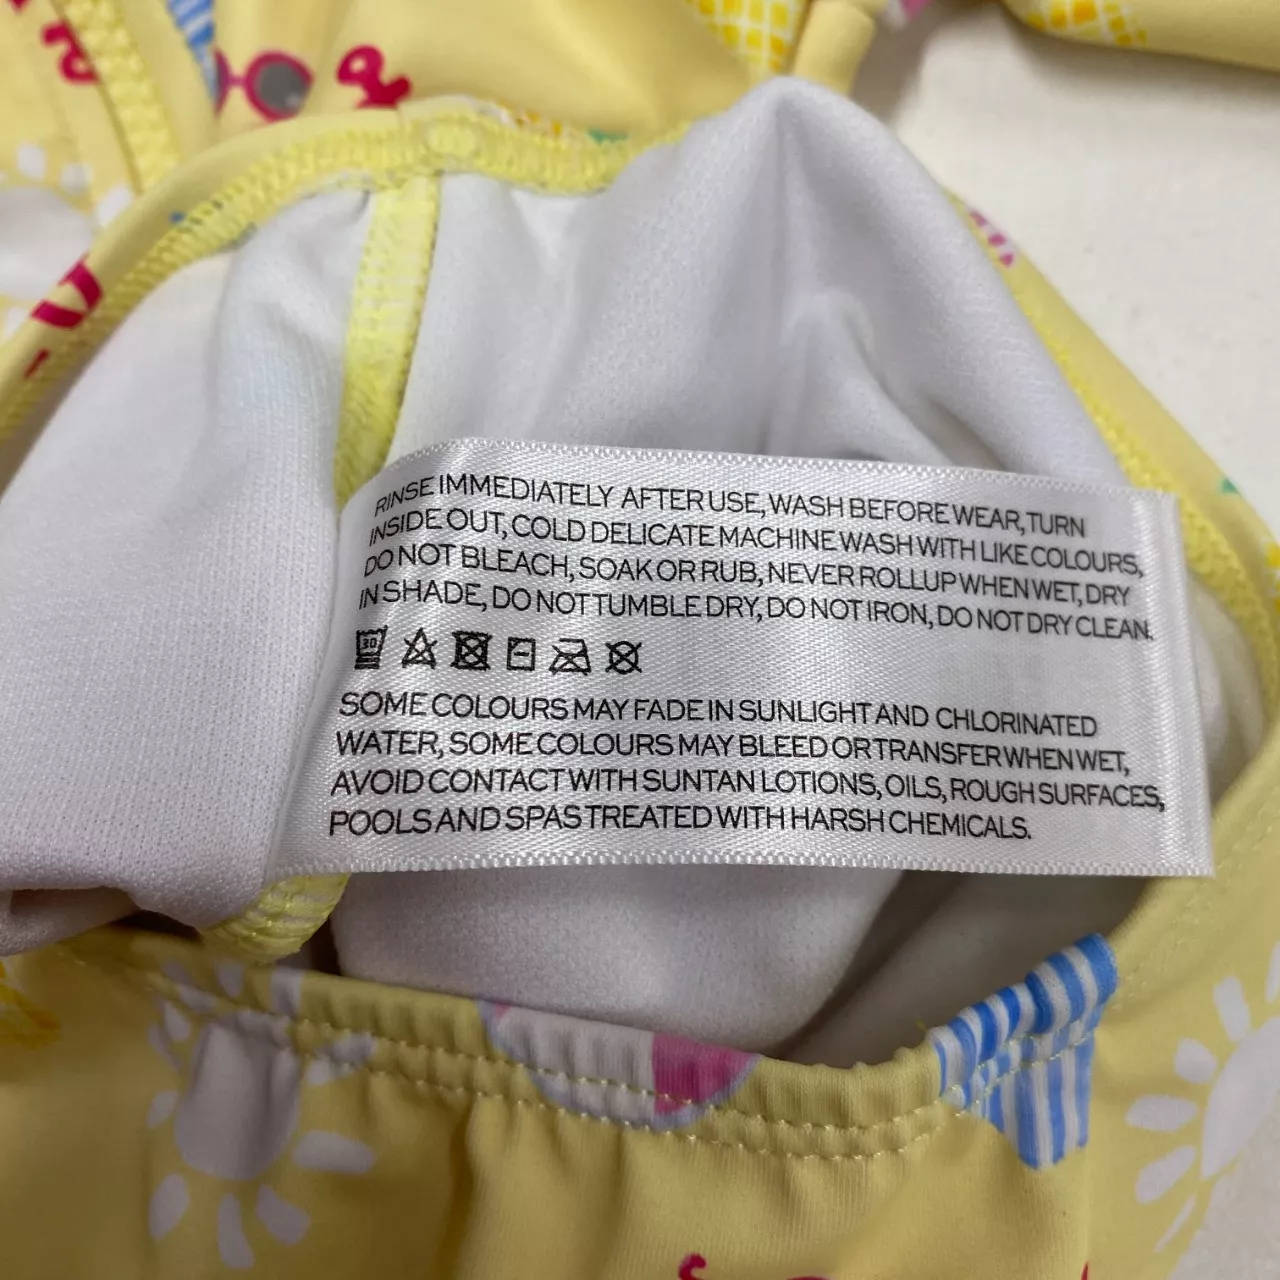 RINSE IMMEDIATELY AFTER USE, WASH BEFORE WEAR, TURN
INSIDE OUT, COLD DELICATE MACHINE WASH WITH LIKE COLOURS,
DO NOT BLEACH, SOAK OR RUB, NEVER ROLL UP WHEN WET, DRY
IN SHADE, DO NOT TUMBLE DRY, DO NOT IRON, DO NOT DRY CLEAN.
30
SOME COLOURS MAY FADE IN SUNLIGHT AND CHLORINATED
WATER, SOME COLOURS MAY BLEED OR TRANSFER WHEN WET,
AVOID CONTACT WITH SUNTAN LOTIONS, OILS, ROUGH SURFACES,
POOLS AND SPAS TREATED WITH HARSH CHEMICALS.